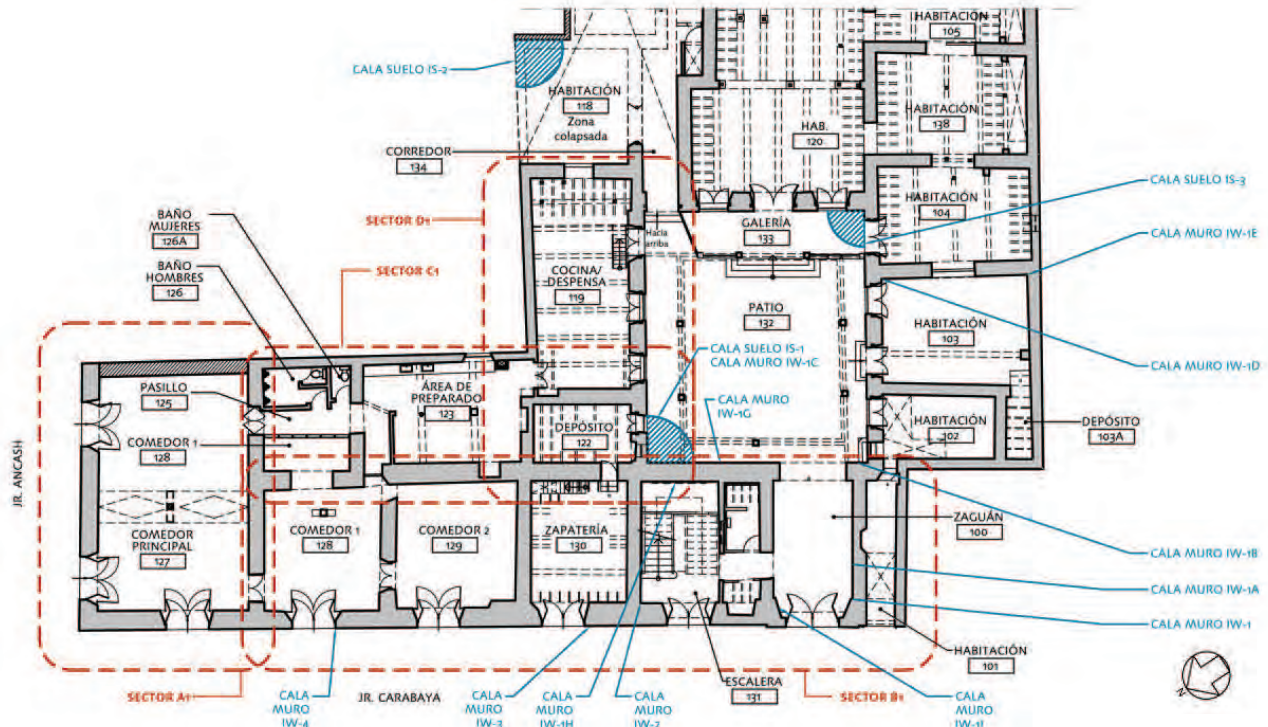 HABITACIÓN
105
CALA SUELO IS-2
HABITACIÓN
118
Zona
colapsada
HABITACIÓN
138
HAB.
120
CORREDOR
134
CALA SUELO IS-3
HABITACIÓN
104
BAÑO
MUJERES
126A
SECTOR D1
GALERÍA
133
Hacia
arriba
CALA MURO IW-1E
BAÑO
HOMBRES
126
SECTOR C1
COCINA/
DESPENSA
119
PATIO
132
HABITACIÓN
103
CALA SUELO IS-1
CALA MURO IW-1C
CALA MURO IW-1D
PASILLO
125
ÁREA DE
PREPARADO
123
CALA MURO
IW-1G
COMEDOR 1
128
DEPÓSITO
122
HABITACIÓN
102
DEPÓSITO
103A
JR. ANCASH
COMEDOR
PRINCIPAL
127
COMEDOR 1
128
COMEDOR 2
129
ZAPATERÍA
130
ZAGUÁN
100
CALA MURO IW-1B
CALA MURO IW-1A
CALA MURO IW-1
HABITACIÓN
101
SECTOR A1
JR. CARABAYA
ESCALERA
131
SECTOR B1
CALA
MURO
IW-4
CALA
MURO
IW-3
CALA
MURO
IW-1H
CALA
MURO
IW-2
CALA
MURO
N